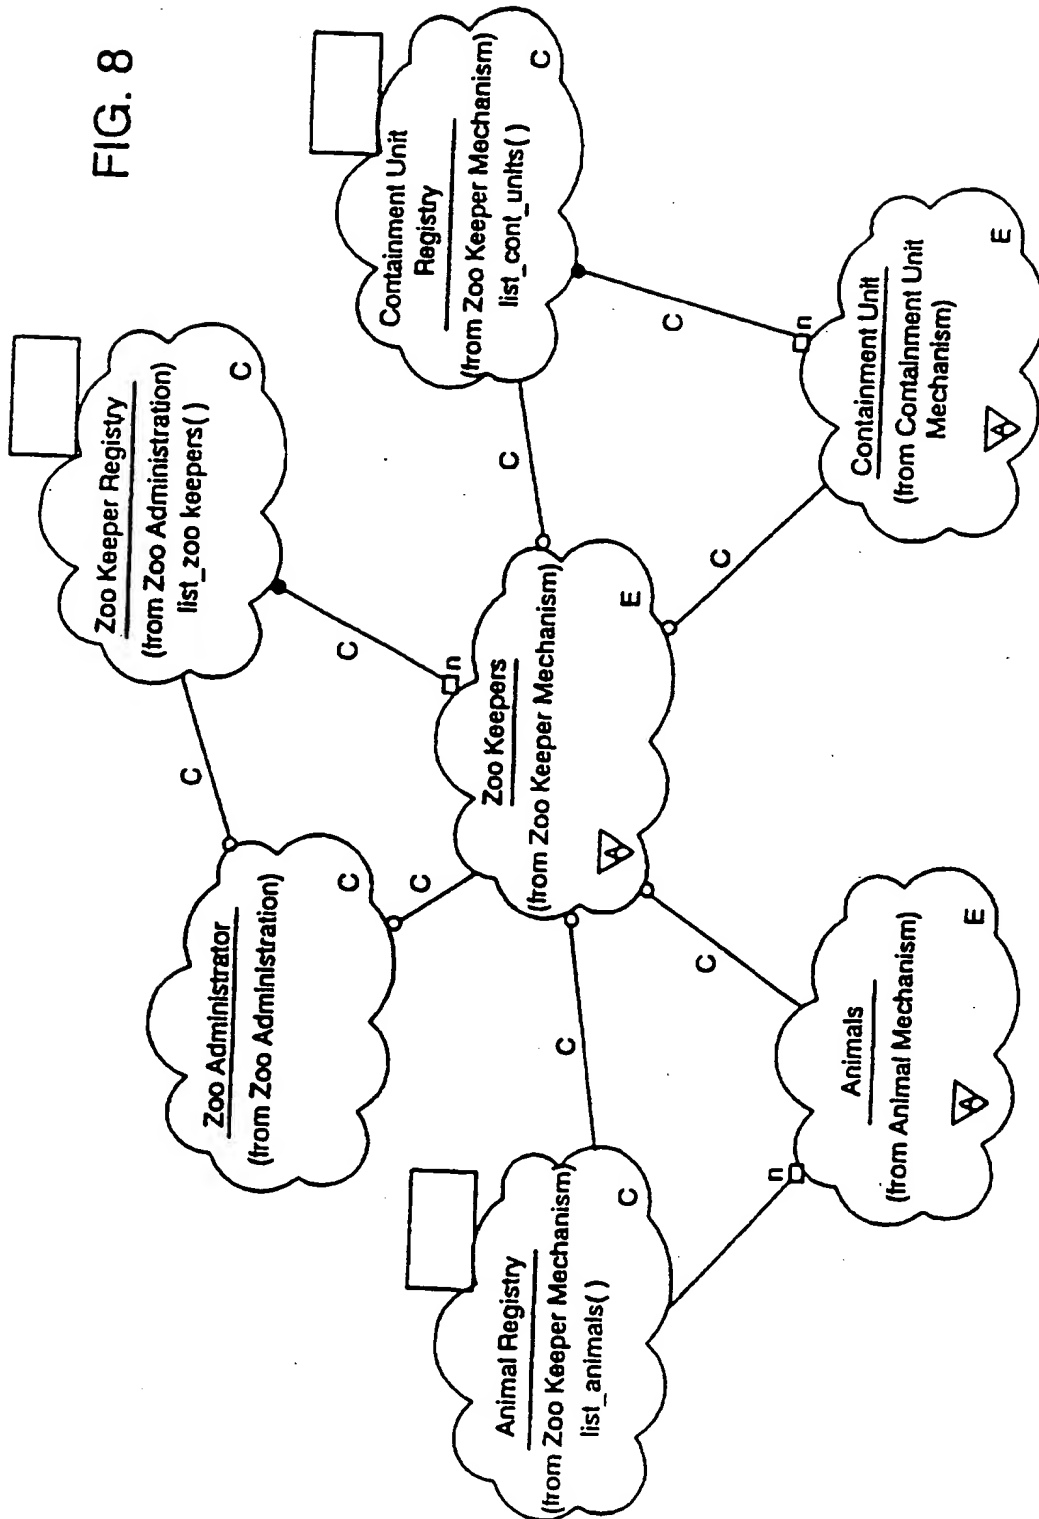 FIG. 8
Zoo Administrator
(from Zoo Administration)
C
C
Zoo Keeper Registry
(from Zoo Administration)
list_zoo keepers( )
C
C
C
n
Animal Registry
(from Zoo Keeper Mechanism)
list_animals( )
C
C
Zoo Keepers
(from Zoo Keeper Mechanism)
A
E
C
Containment Unit
Registry
(from Zoo Keeper Mechanism)
list_cont_units( )
C
C
n
n
C
C
Animals
(from Animal Mechanism)
A
E
Containment Unit
(from Containment Unit
Mechanism)
A
E